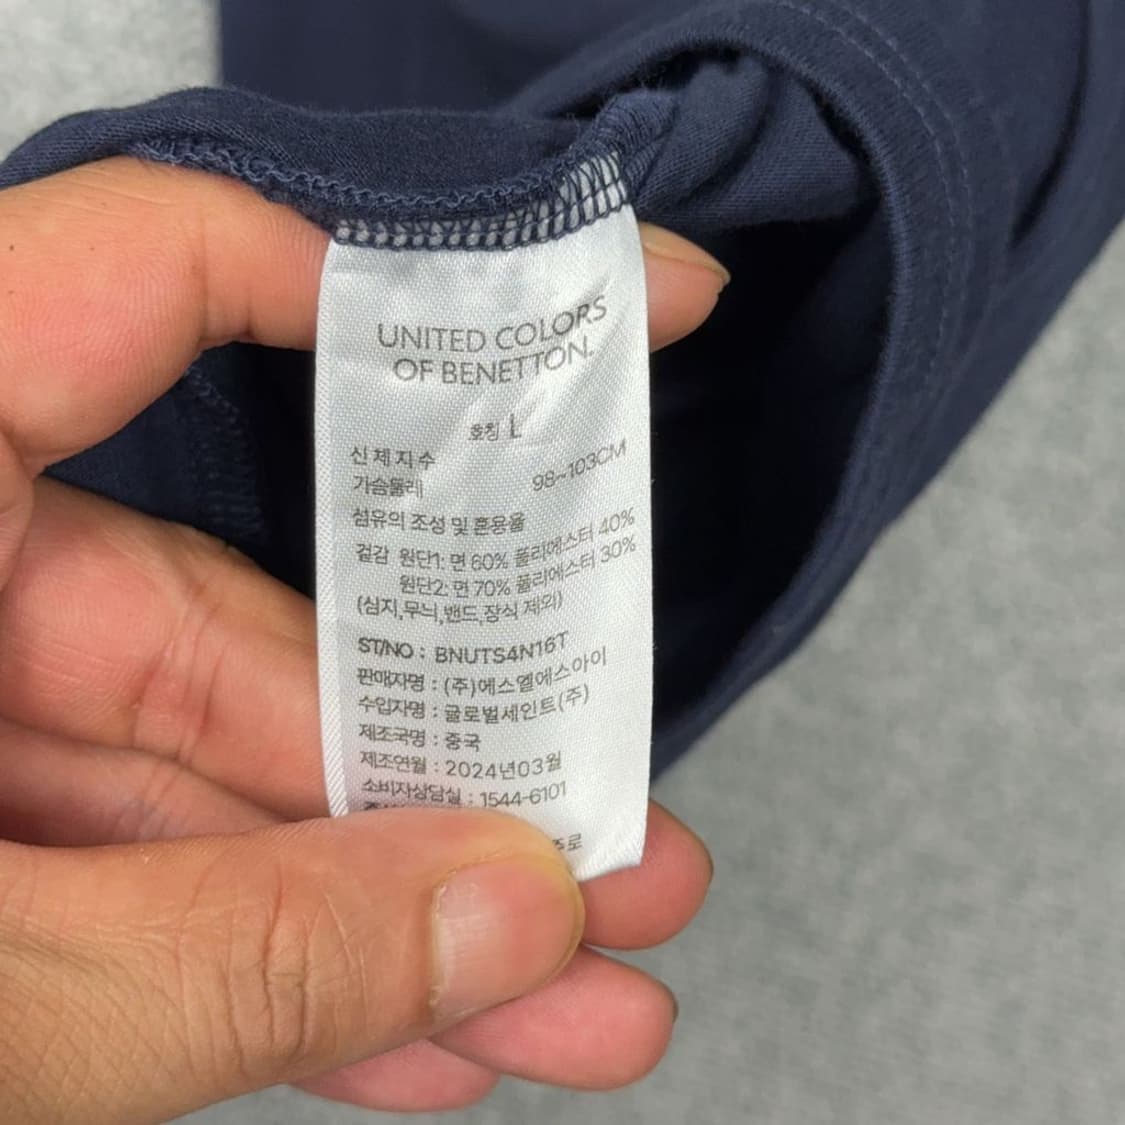 UNITED COLORS
OF BENETTON.
호칭 L
신체지수
가슴둘레 98~103CM
섬유의 조성 및 혼용율
겉감 원단1: 면 60% 폴리에스터 40%
원단2: 면 70% 폴리에스터 30%
(심지,무늬,밴드,장식 제외)
ST/NO : BNUTS4N16T
판매자명 : (주)에스엘에스아이
수입자명 : 글로벌세인트(주)
제조국명 : 중국
제조연월 : 2024년03월
소비자상담실 : 1544-6101